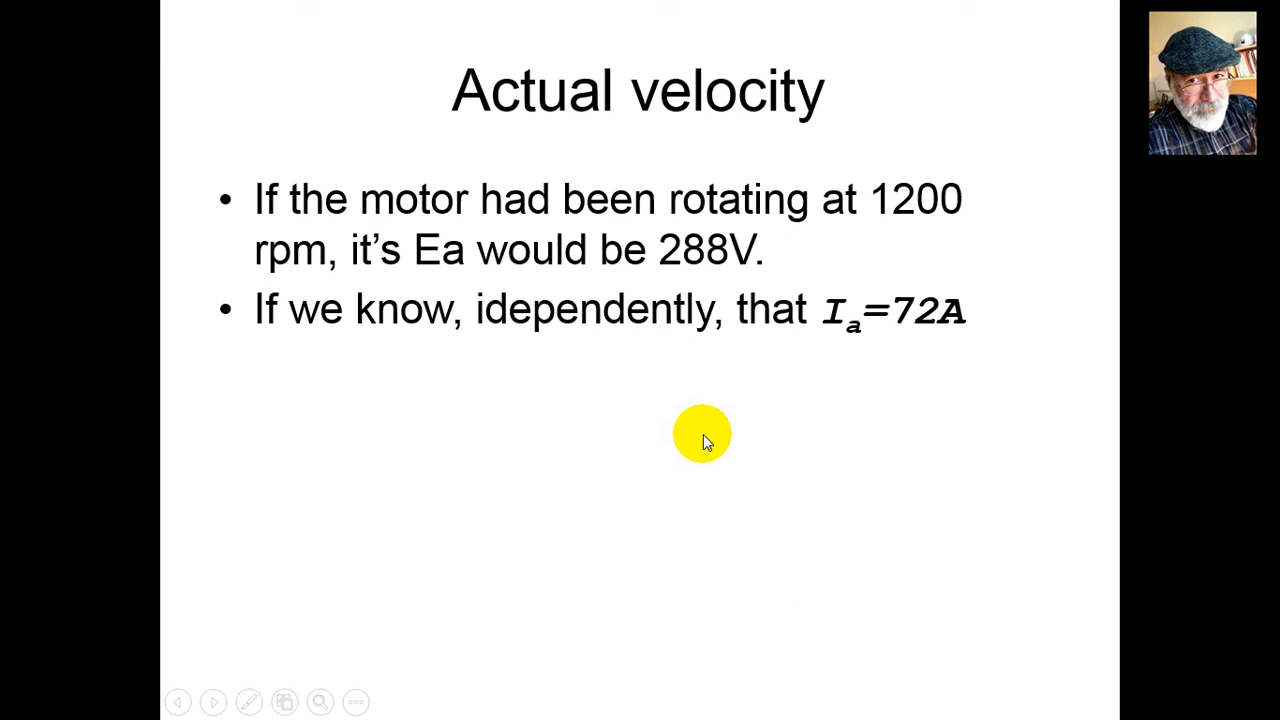 Actual velocity
• If the motor had been rotating at 1200
rpm, it’s Ea would be 288V.
• If we know, idependently, that Ia=72A